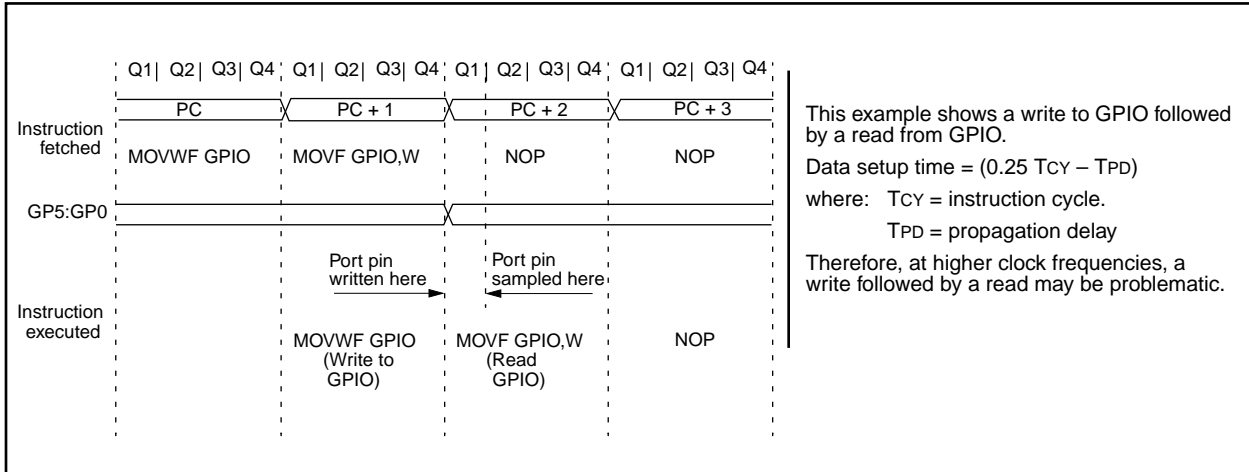 Q1| Q2| Q3| Q4 Q1| Q2| Q3| Q4 Q1| Q2| Q3| Q4 Q1| Q2| Q3| Q4
PC PC + 1 PC + 2 PC + 3
Instruction
fetched
MOVWF GPIO MOVF GPIO,W NOP NOP
GP5:GP0
Port pin
written here
Port pin
sampled here
Instruction
executed
MOVWF GPIO
(Write to
GPIO)
MOVF GPIO,W
(Read
GPIO)
NOP
This example shows a write to GPIO followed
by a read from GPIO.
Data setup time = (0.25 TCY – TPD)
where: TCY = instruction cycle.
TPD = propagation delay
Therefore, at higher clock frequencies, a
write followed by a read may be problematic.